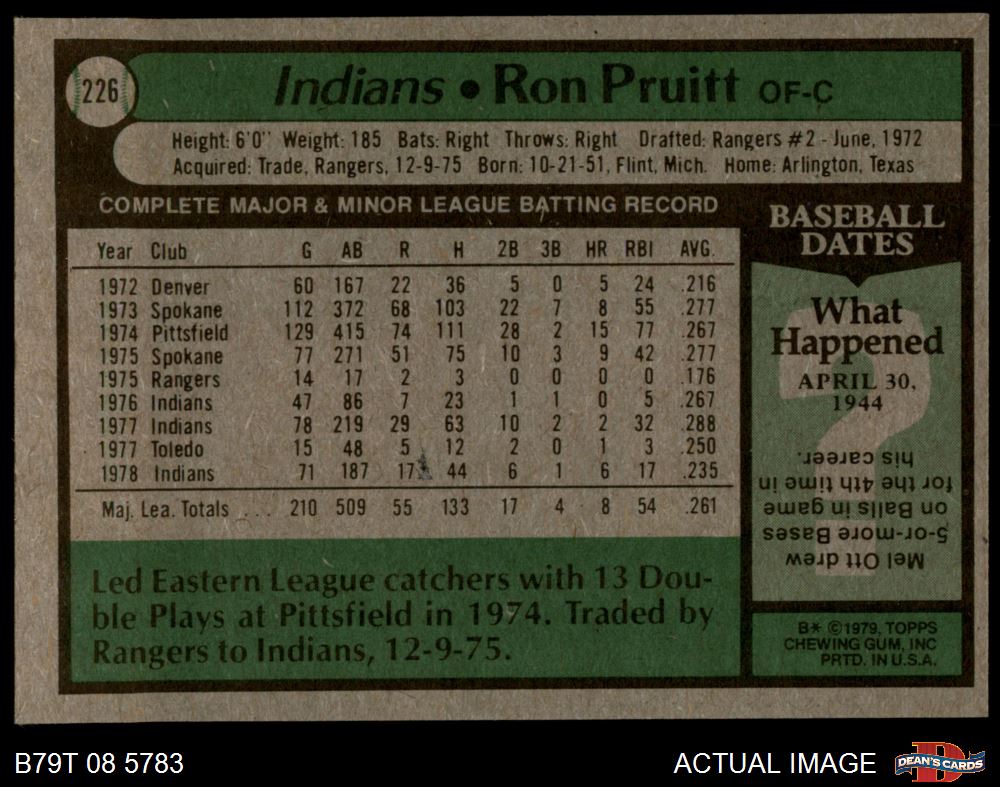 226
Indians • Ron Pruitt OF-C
Height: 6'0" Weight: 185 Bats: Right Throws: Right Drafted: Rangers #2 - June, 1972
Acquired: Trade, Rangers, 12-9-75 Born: 10-21-51, Flint, Mich. Home: Arlington, Texas
COMPLETE MAJOR & MINOR LEAGUE BATTING RECORD
Year Club G AB R H 2B 3B HR RBI AVG.
1972 Denver 60 167 22 36 5 0 5 24 .216
1973 Spokane 112 372 68 103 22 7 8 55 .277
1974 Pittsfield 129 415 74 111 28 2 15 77 .267
1975 Spokane 77 271 51 75 10 3 9 42 .277
1975 Rangers 14 17 2 3 0 0 0 0 .176
1976 Indians 47 86 7 23 1 1 0 5 .267
1977 Indians 78 219 29 63 10 2 2 32 .288
1977 Toledo 15 48 5 12 2 0 1 3 .250
1978 Indians 71 187 17 44 6 1 6 17 .235
Maj. Lea. Totals . . . 210 509 55 133 17 4 8 54 .261
Led Eastern League catchers with 13 Dou-
ble Plays at Pittsfield in 1974. Traded by
Rangers to Indians, 12-9-75.
BASEBALL
DATES
What
Happened
APRIL 30,
1944
Mel Ott drew
5-or-more Bases
on Balls in game
for the 4th time in
his career.
B* ©1979, TOPPS
CHEWING GUM, INC
PRTD. IN U.S.A.
B79T 08 5783
ACTUAL IMAGE
DEAN'S CARDS